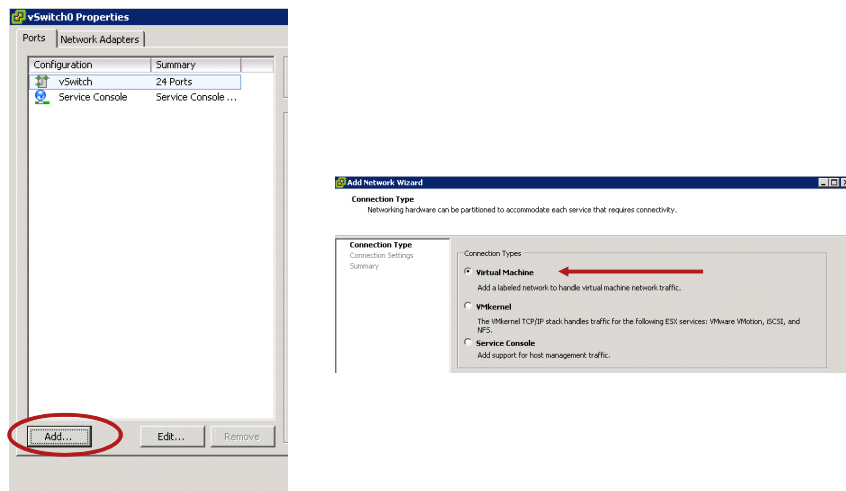 vSwitch0 Properties
Ports
Network Adapters
Configuration
Summary
vSwitch
24 Ports
Service Console
Service Console ...
Add...
Edit...
Remove
Add Network Wizard
Connection Type
Networking hardware can be partitioned to accommodate each service that requires connectivity.
Connection Type
Connection Settings
Summary
Connection Types
Virtual Machine
Add a labeled network to handle virtual machine network traffic.
VMkernel
The VMkernel TCP/IP stack handles traffic for the following ESX services: VMware VMotion, iSCSI, and
NFS.
Service Console
Add support for host management traffic.